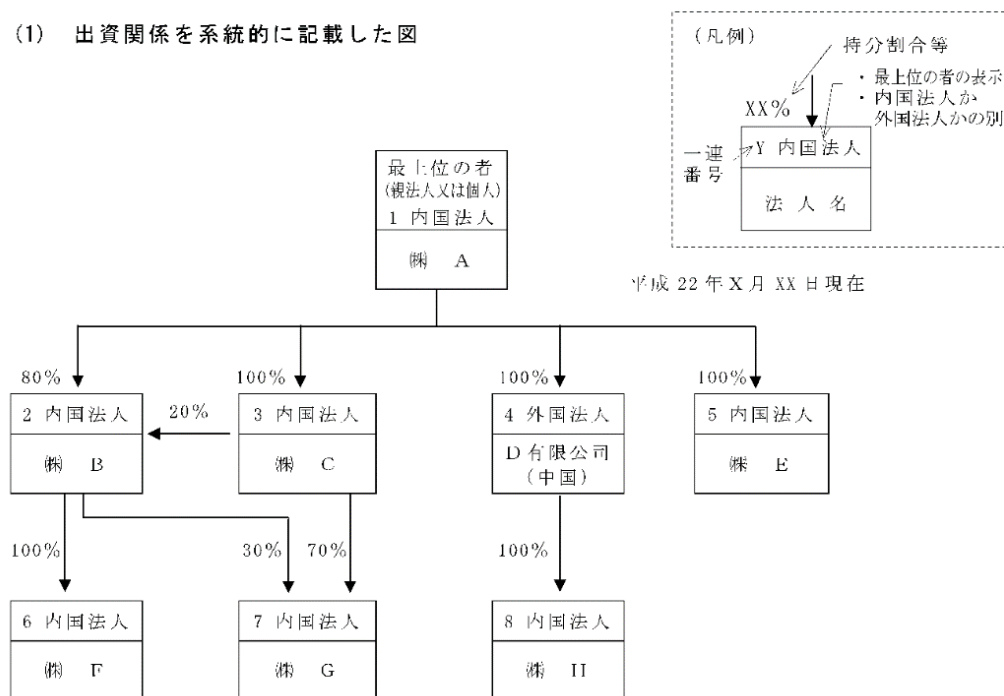 (1) 出資関係を系統的に記載した図
(凡例)
持分割合等
・最上位の者の表示
・内国法人か
外国法人かの別
XX%
一連
番号
Y 内国法人
法 人 名
最上位の者
(親法人又は個人)
1 内国法人
㈱ A
平成 22 年 X 月 XX 日現在
80%
100%
100%
100%
2 内国法人
㈱ B
20%
3 内国法人
㈱ C
4 外国法人
D 有限公司
(中国)
5 内国法人
㈱ E
100%
30%
70%
100%
6 内国法人
㈱ F
7 内国法人
㈱ G
8 内国法人
㈱ H